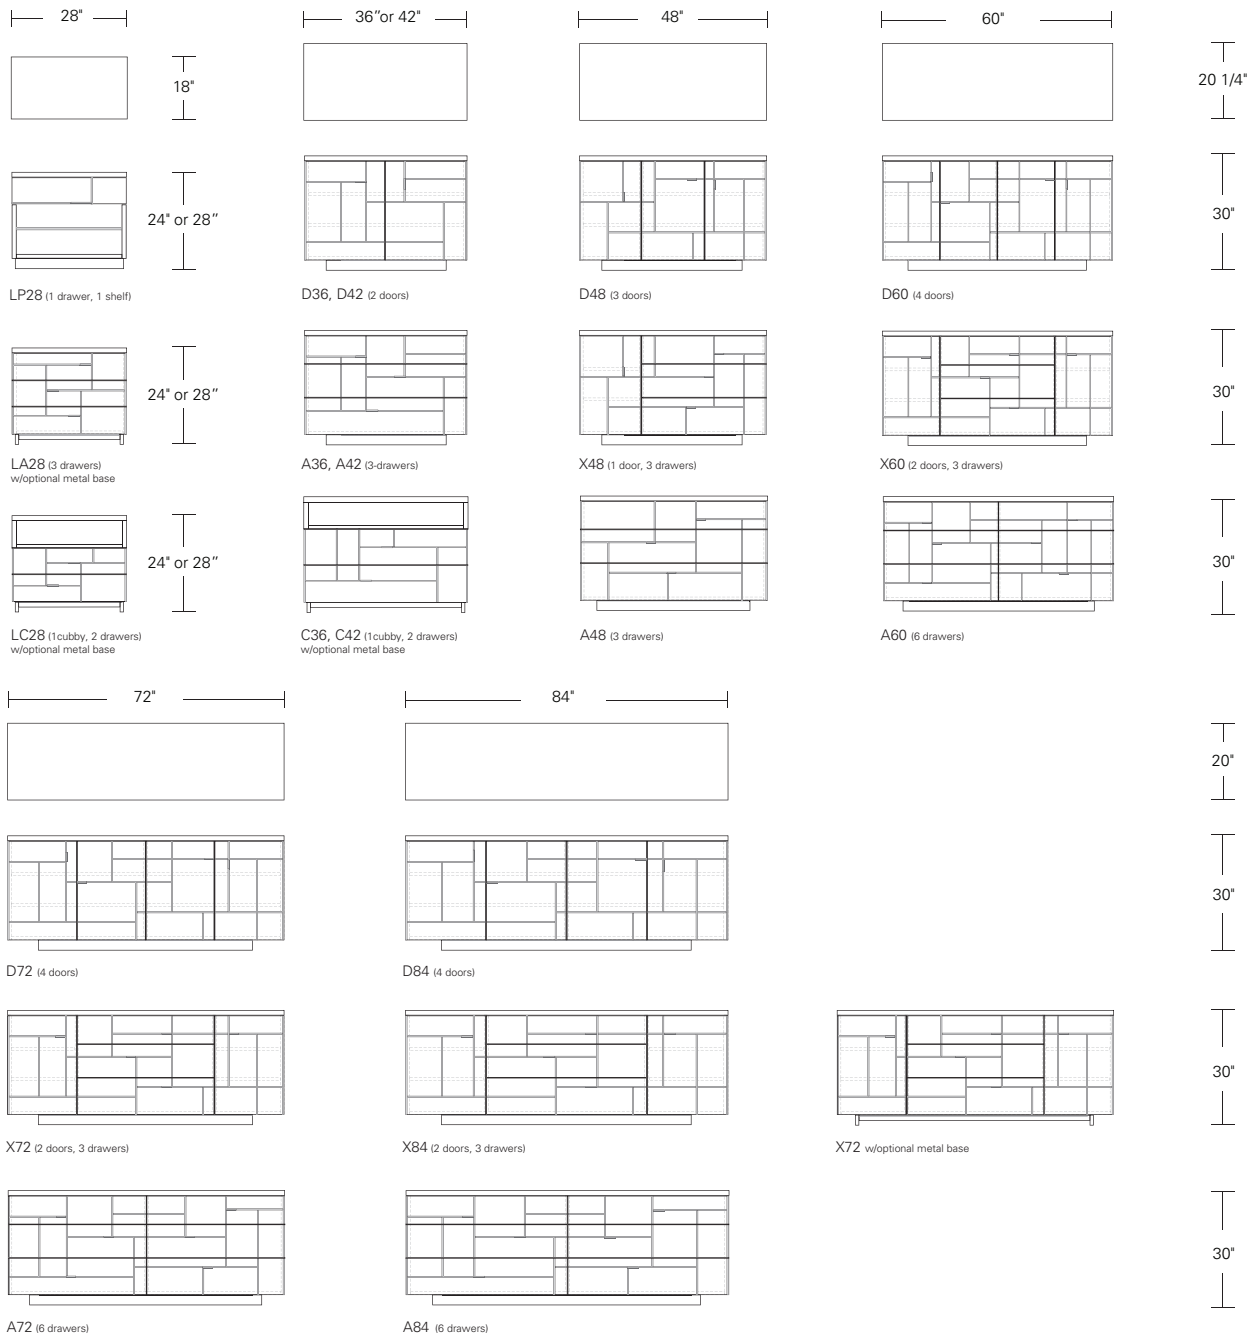 28"
36”or 42"
48"
60"
18"
20 1/4"
24" or 28”
30"
LP28 (1 drawer, 1 shelf)
D36, D42 (2 doors)
D48 (3 doors)
D60 (4 doors)
24" or 28”
30"
LA28 (3 drawers)
w/optional metal base
A36, A42 (3-drawers)
X48 (1 door, 3 drawers)
X60 (2 doors, 3 drawers)
24" or 28”
30"
LC28 (1cubby, 2 drawers)
w/optional metal base
C36, C42 (1cubby, 2 drawers)
w/optional metal base
A48 (3 drawers)
A60 (6 drawers)
72"
84"
20"
30"
D72 (4 doors)
D84 (4 doors)
30"
X72 (2 doors, 3 drawers)
X84 (2 doors, 3 drawers)
X72 w/optional metal base
30"
A72 (6 drawers)
A84 (6 drawers)